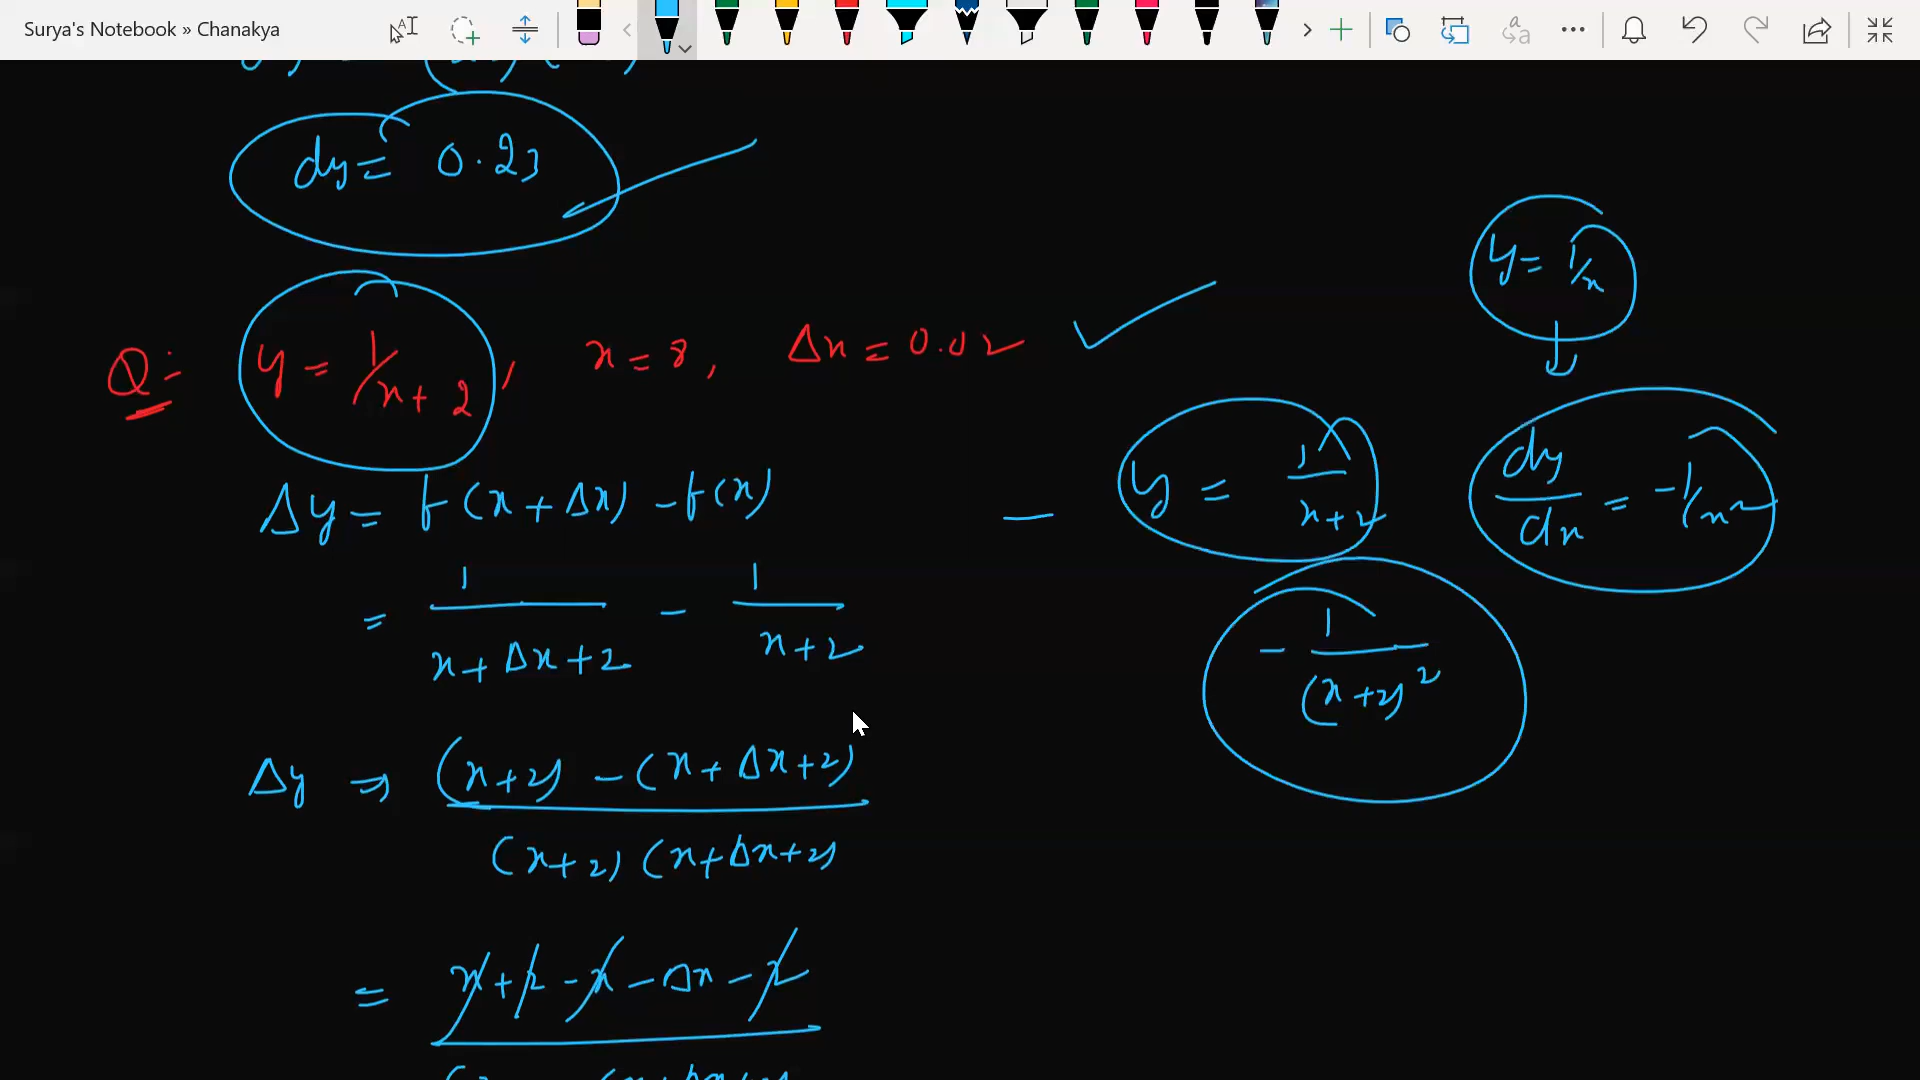 Surya's Notebook » Chanakya
dy = 0.23
Q:- y = 1/x+2, x = 8, Δx = 0.02
y = 1/x
Δy = f(x + Δx) - f(x)
- y = 1/x+2
dy/dx = -1/x²
= 1/x+Δx+2 - 1/x+2
- 1/(x+2)²
Δy ⇒ (x+2) - (x + Δx+2)
(x+2) (x+Δx+2)
= x+2 - x - Δx - 2